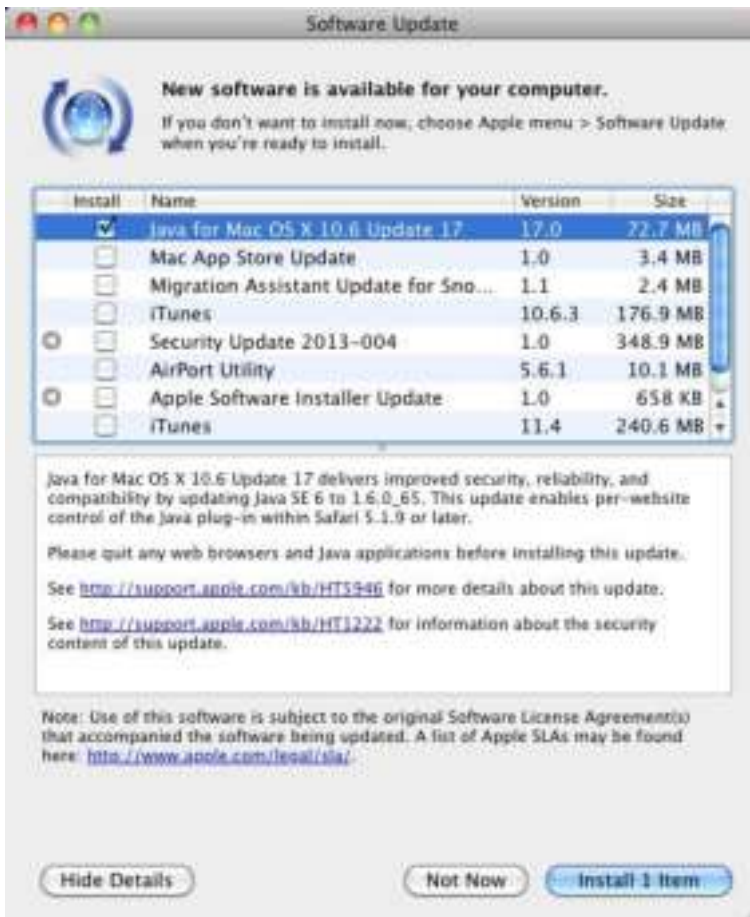 Software Update
New software is available for your computer.
If you don't want to install now, choose Apple menu > Software Update
when you're ready to install.
Install Name Version Size
Java for Mac OS X 10.6 Update 17 17.0 72.7 MB
Mac App Store Update 1.0 3.4 MB
Migration Assistant Update for Sno... 1.1 2.4 MB
iTunes 10.6.3 176.9 MB
Security Update 2013-004 1.0 348.9 MB
AirPort Utility 5.6.1 10.1 MB
Apple Software Installer Update 1.0 658 KB
iTunes 11.4 240.6 MB
Java for Mac OS X 10.6 Update 17 delivers improved security, reliability, and
compatibility by updating Java SE 6 to 1.6.0_65. This update enables per-website
control of the Java plug-in within Safari 5.1.9 or later.
Please quit any web browsers and Java applications before installing this update.
See http://support.apple.com/kb/HT5946 for more details about this update.
See http://support.apple.com/kb/HT1222 for information about the security
content of this update.
Note: Use of this software is subject to the original Software License Agreement(s)
that accompanied the software being updated. A list of Apple SLAs may be found
here: http://www.apple.com/legal/sla/.
Hide Details Not Now Install 1 Item